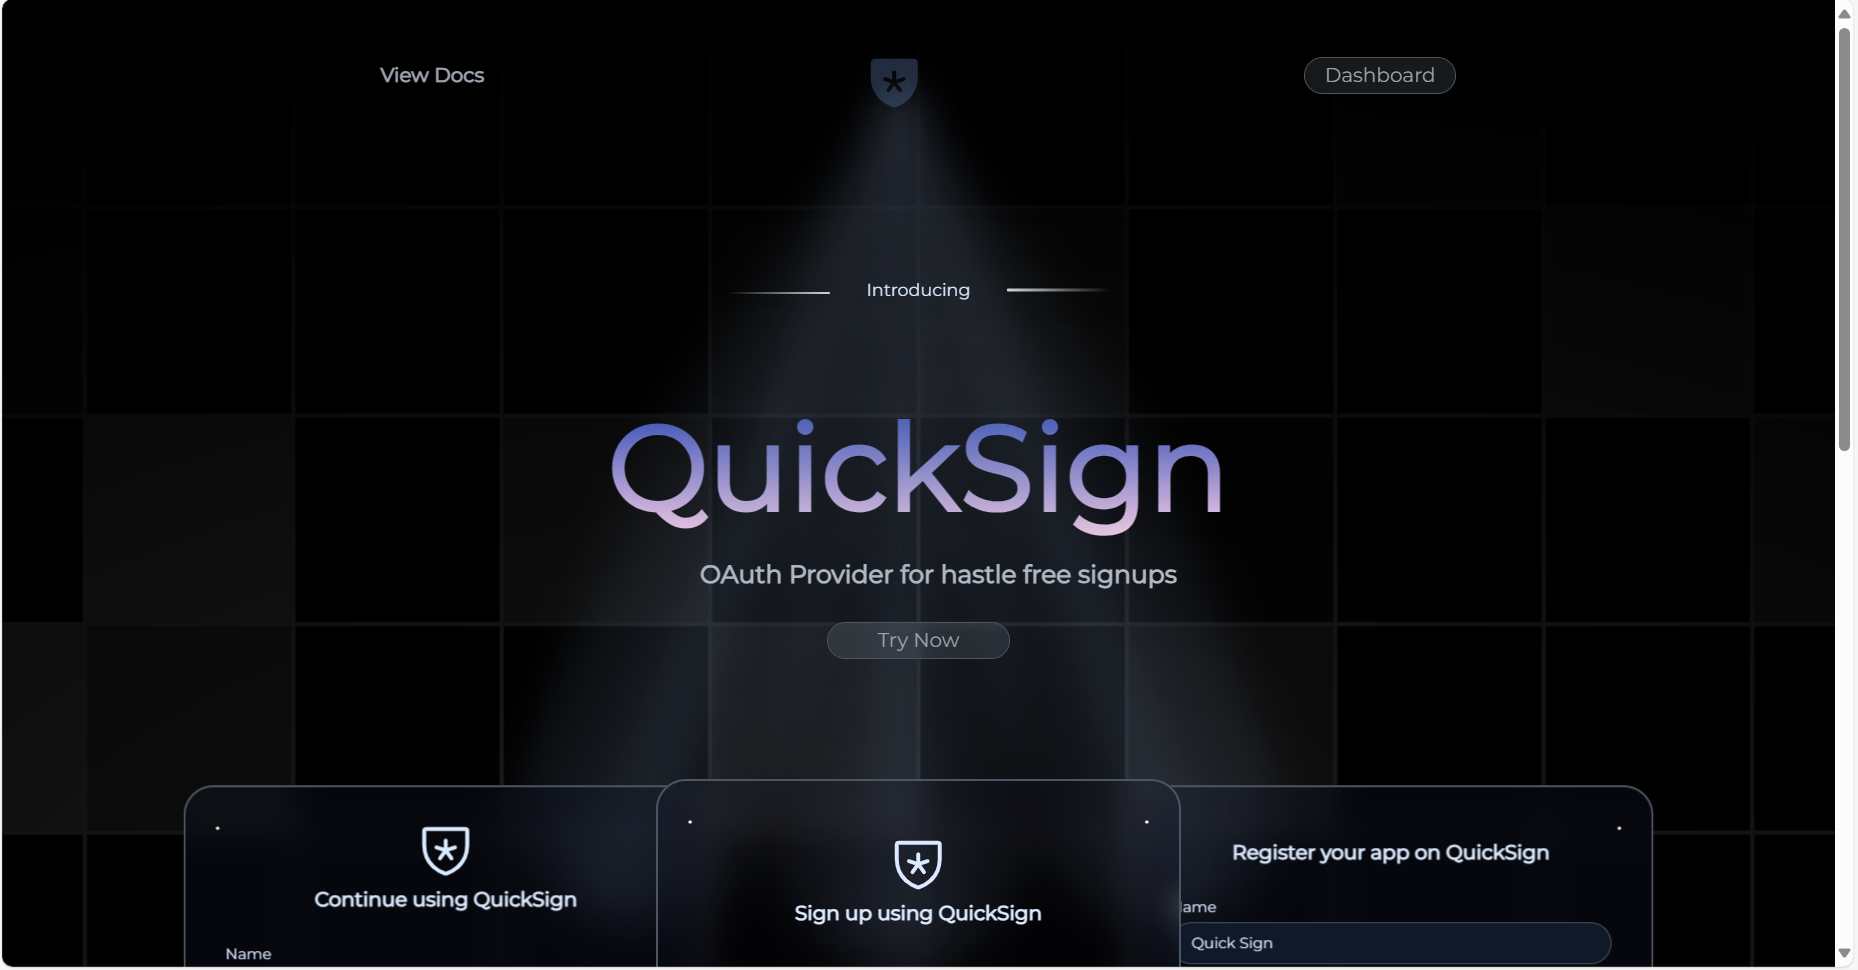 View Docs
Dashboard
Introducing
QuickSign
OAuth Provider for hastle free signups
Try Now
Continue using QuickSign
Name
Sign up using QuickSign
Register your app on QuickSign
ame
Quick Sign